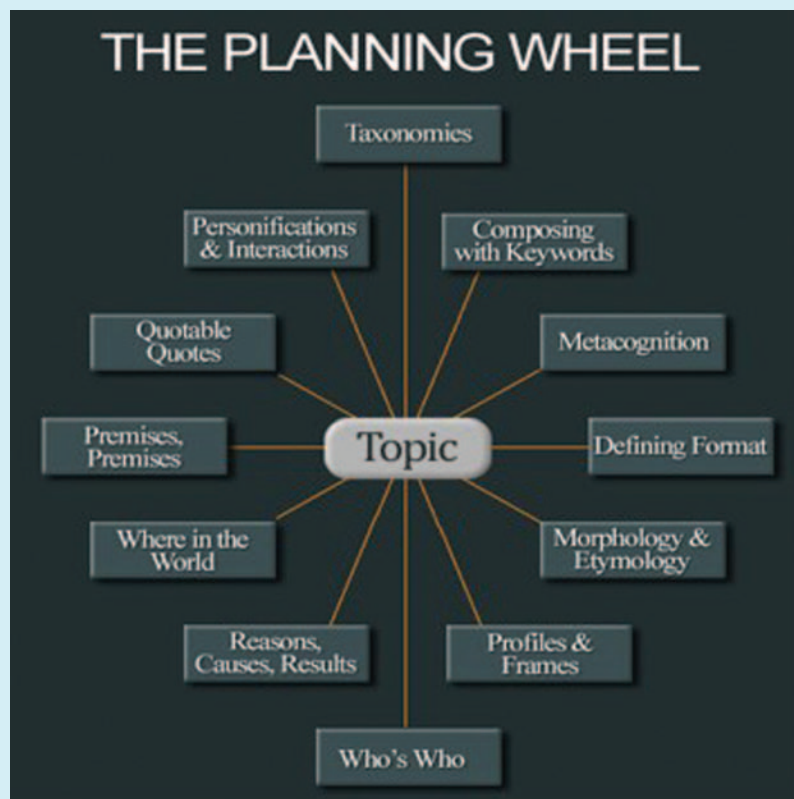 THE PLANNING WHEEL
Taxonomies
Personifications
& Interactions
Composing
with Keywords
Quotable
Quotes
Metacognition
Premises,
Premises
Topic
Defining Format
Where in the
World
Morphology &
Etymology
Reasons,
Causes, Results
Profiles &
Frames
Who's Who